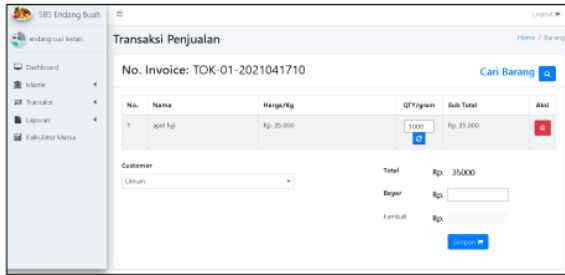 SBS Endang Buah
Logout
endang susi lestari
Transaksi Penjualan
Home / Barang
Dashboard
Master
Transaksi
Laporan
Kalkulator Massa
No. Invoice: TOK-01-2021041710
Cari Barang
No. Nama Harga/Kg QTY/gram Sub Total Aksi
1 apel fuji Rp. 35.000 1000 Rp. 35.000
Customer
Umum
Total Rp. 35000
Bayar Rp.
Kembali Rp.
Simpan